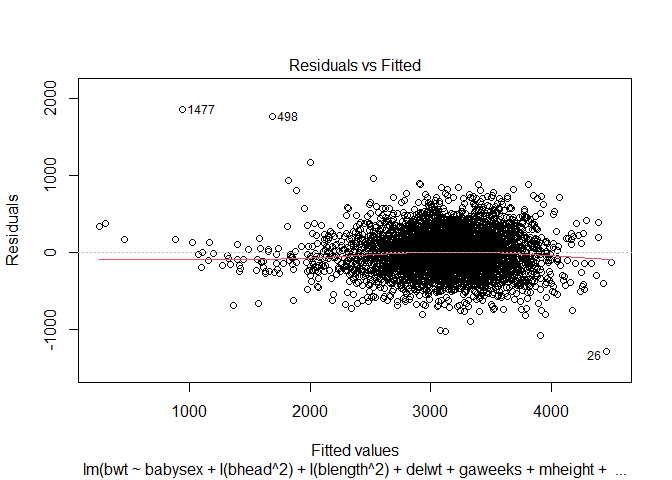 Residuals vs Fitted
Residuals
2000
1000
0
-1000
1477
498
26
1000 2000 3000 4000
Fitted values
lm(bwt ~ babysex + I(bhead^2) + I(blength^2) + delwt + gaweeks + mheight + ...